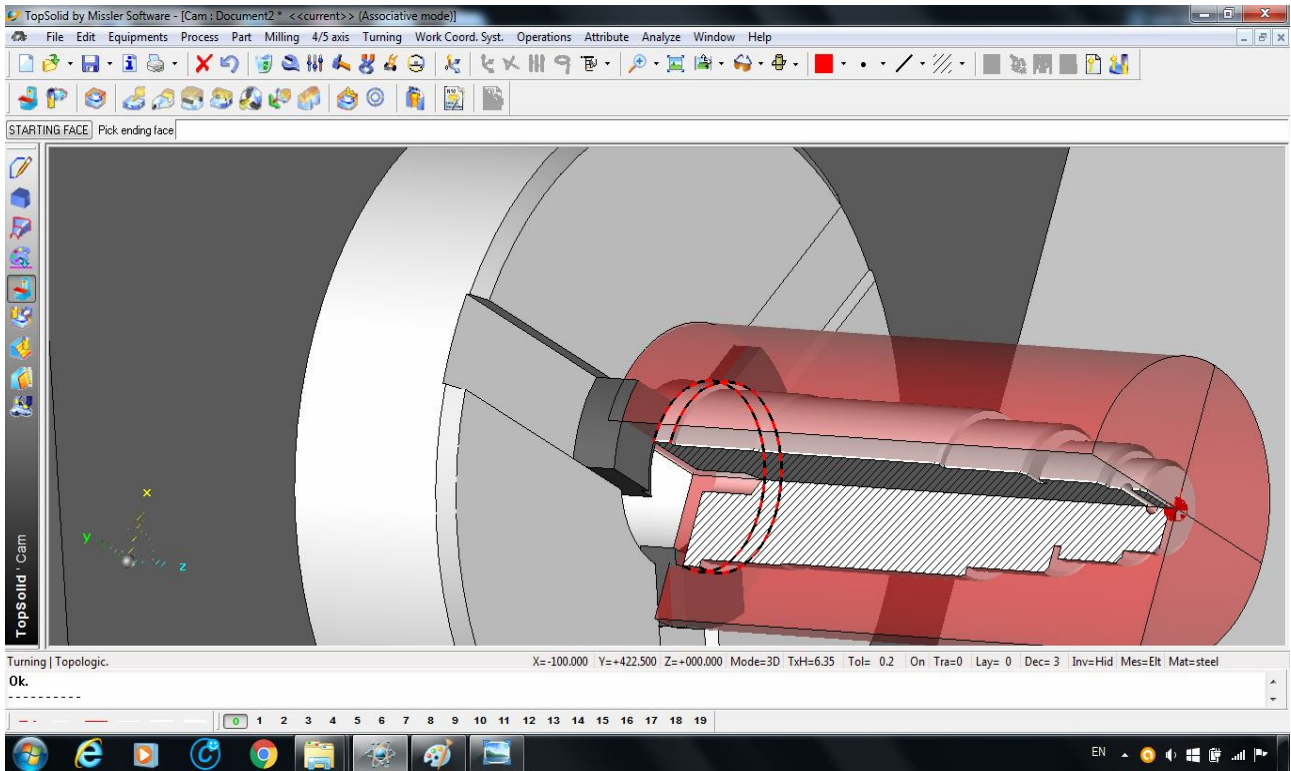 TopSolid by Missler Software - [Cam : Document2 * <<current>> (Associative mode)]
File Edit Equipments Process Part Milling 4/5 axis Turning Work Coord. Syst. Operations Attribute Analyze Window Help
STARTING FACE Pick ending face
x
y
z
TopSolid ' Cam
Turning | Topologic.
X=-100.000 Y=+422.500 Z=+000.000 Mode=3D TxH=6.35 Tol= 0.2 On Tra=0 Lay= 0 Dec= 3 Inv=Hid Mes=Elt Mat=steel
Ok.
----------
0 1 2 3 4 5 6 7 8 9 10 11 12 13 14 15 16 17 18 19
EN